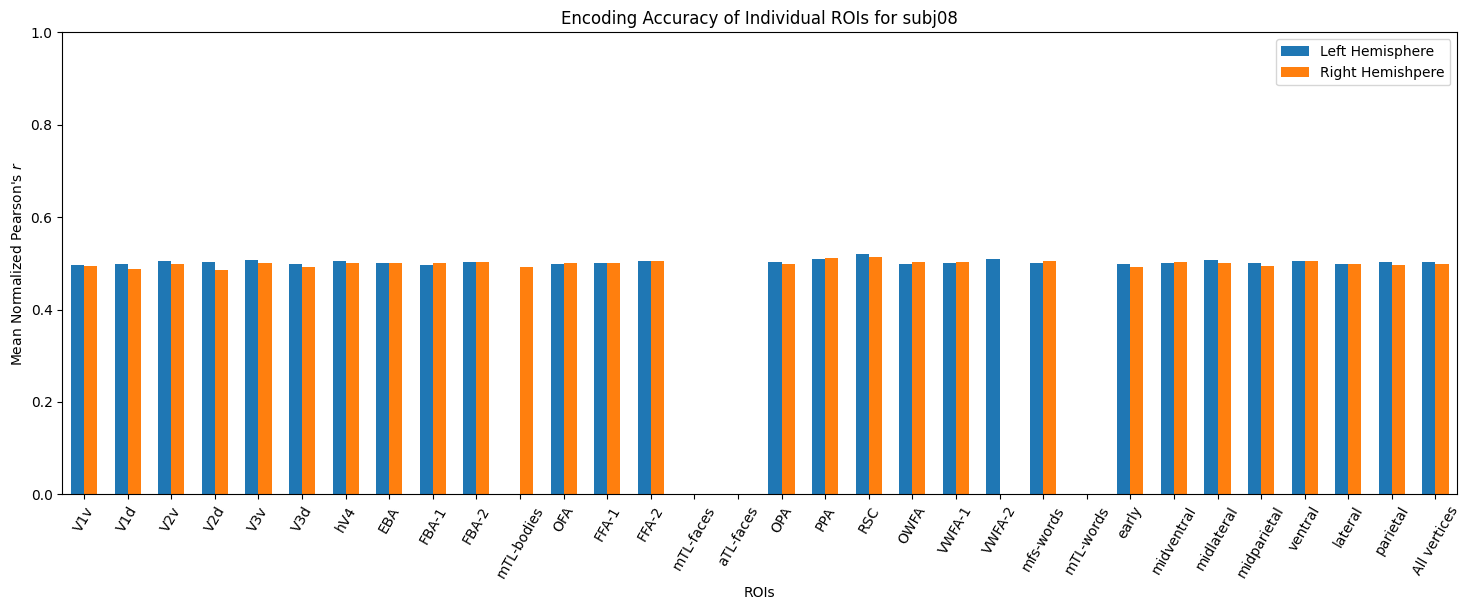 Encoding Accuracy of Individual ROIs for subj08
Left Hemisphere
Right Hemishpere
Mean Normalized Pearson's r
1.0
0.8
0.6
0.4
0.2
0.0
V1v
V1d
V2v
V2d
V3v
V3d
hV4
EBA
FBA-1
FBA-2
mTL-bodies
OFA
FFA-1
FFA-2
mTL-faces
aTL-faces
OPA
PPA
RSC
OWFA
VWFA-1
VWFA-2
mfs-words
mTL-words
early
midventral
midlateral
midparietal
ventral
lateral
parietal
All vertices
ROIs